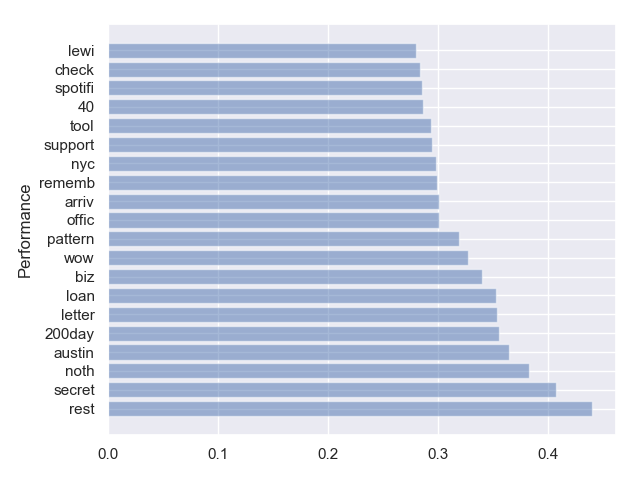 lewi
check
spotifi
40
tool
support
nyc
rememb
arriv
offic
pattern
wow
biz
loan
letter
200day
austin
noth
secret
rest
Performance
0.0 0.1 0.2 0.3 0.4